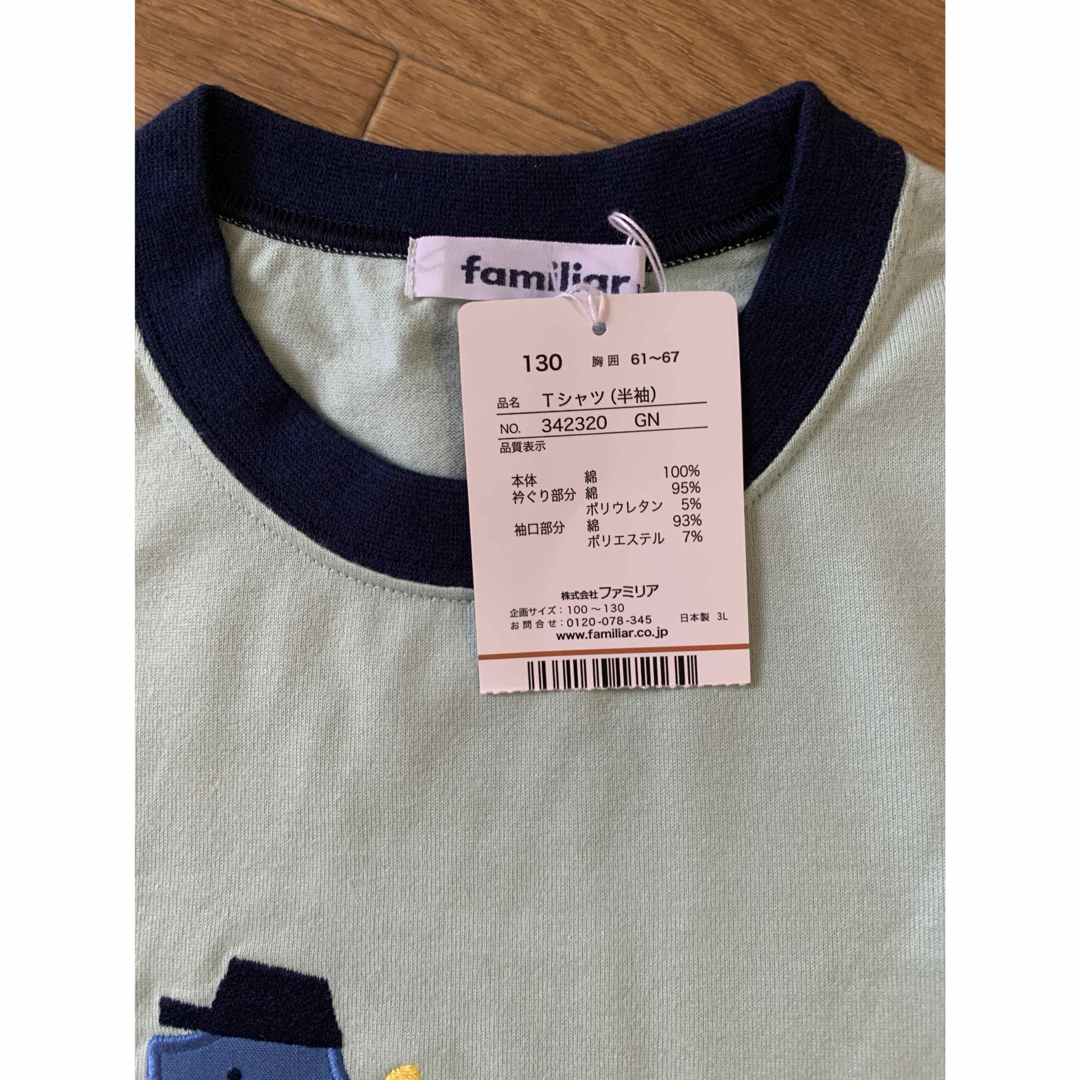 familiar
130 胸囲 61〜67
品名 Tシャツ(半袖)
NO. 342320 GN
品質表示
本体 綿 100%
衿ぐり部分 綿 95%
ポリウレタン 5%
袖口部分 綿 93%
ポリエステル 7%
株式会社ファミリア
企画サイズ：100〜130
お問合せ：0120-078-345 日本製 3L
www.familiar.co.jp